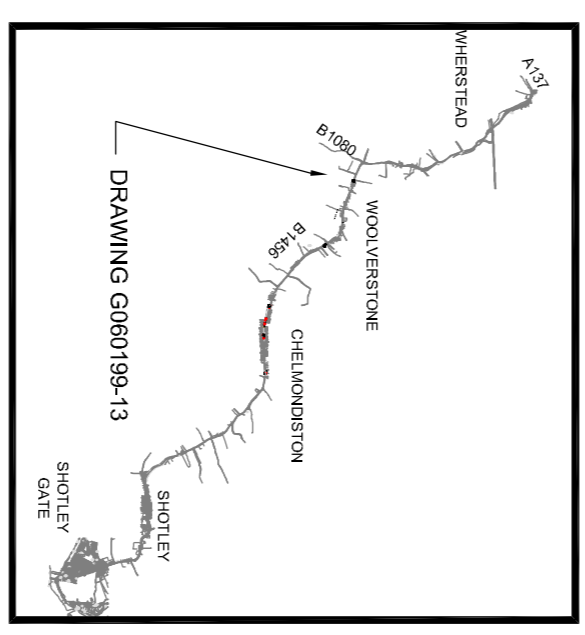 A137
WHERSTEAD
B1080
WOOLVERSTONE
B1456
CHELMONDISTON
DRAWING G060199-13
SHOTLEY
SHOTLEY
GATE